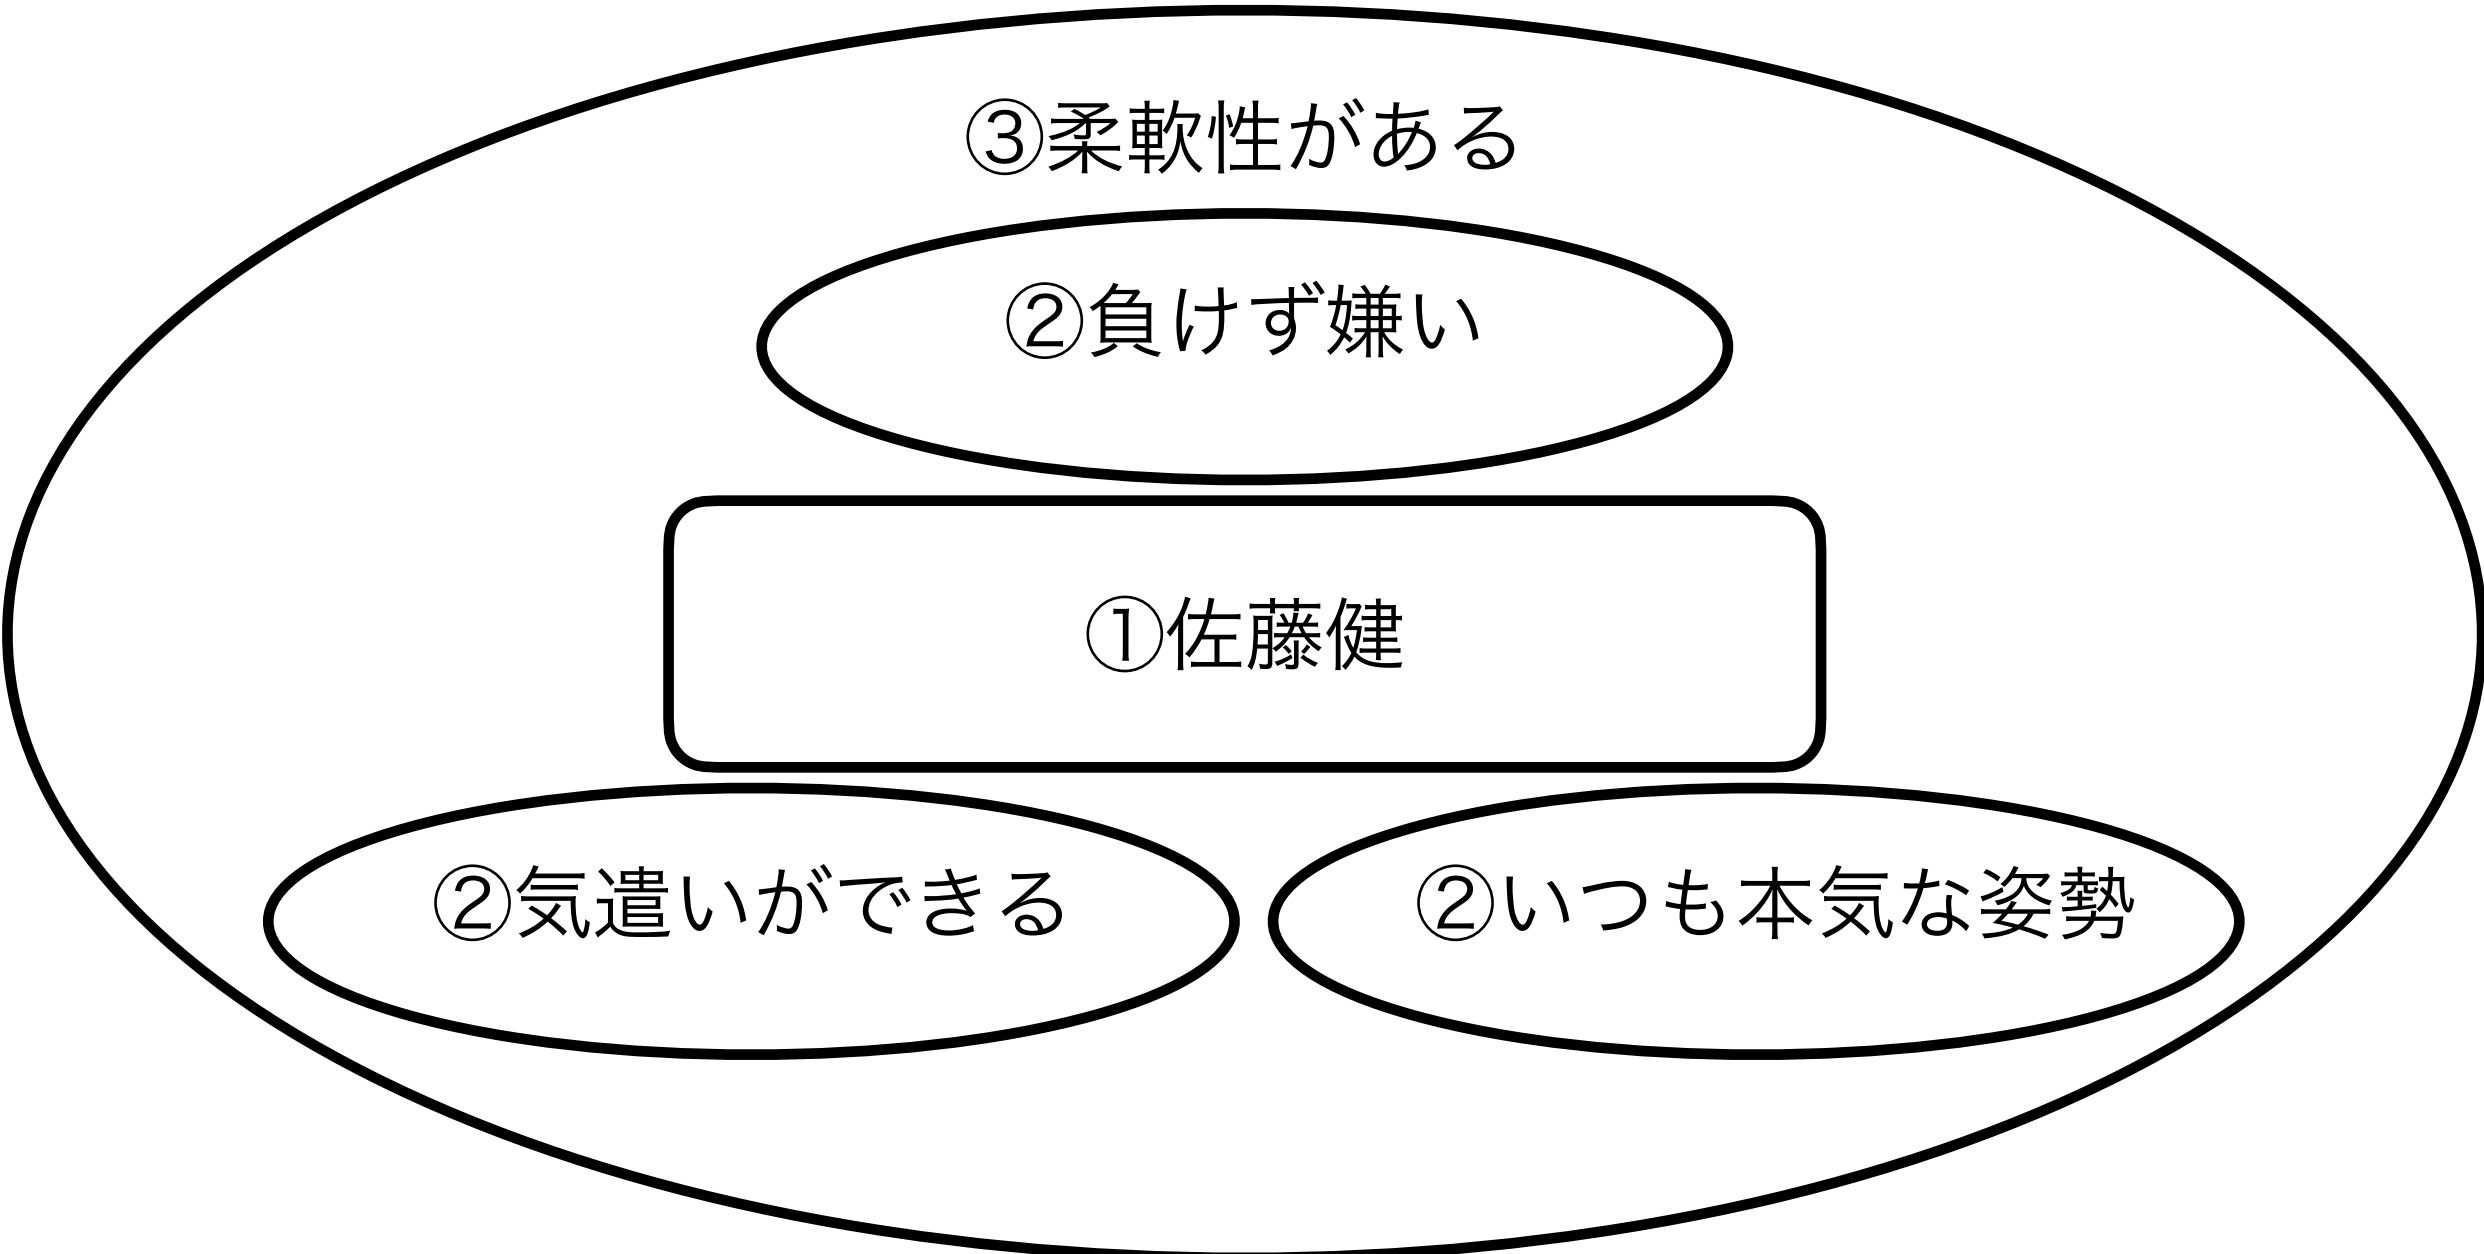 ③柔軟性がある
②負けず嫌い
①佐藤健
②気遣いができる
②いつも本気な姿勢